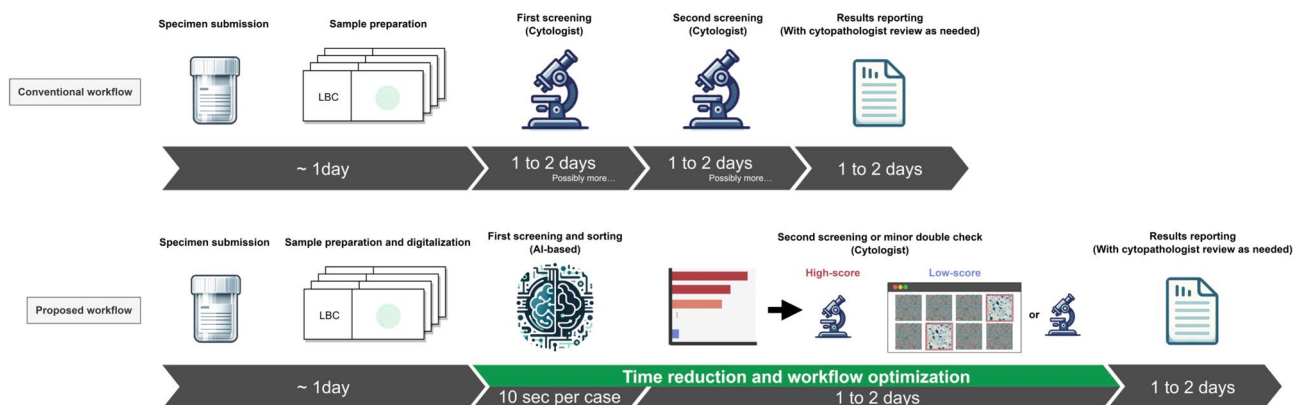 Specimen submission
Sample preparation
First screening
(Cytologist)
Second screening
(Cytologist)
Results reporting
(With cytopathologist review as needed)
Conventional workflow
LBC
~ 1day
1 to 2 days
Possibly more...
1 to 2 days
Possibly more...
1 to 2 days
Specimen submission
Sample preparation and digitalization
First screening and sorting
(AI-based)
Second screening or minor double check
(Cytologist)
Results reporting
(With cytopathologist review as needed)
High-score
Low-score
Proposed workflow
LBC
or
~ 1day
Time reduction and workflow optimization
10 sec per case
1 to 2 days
1 to 2 days